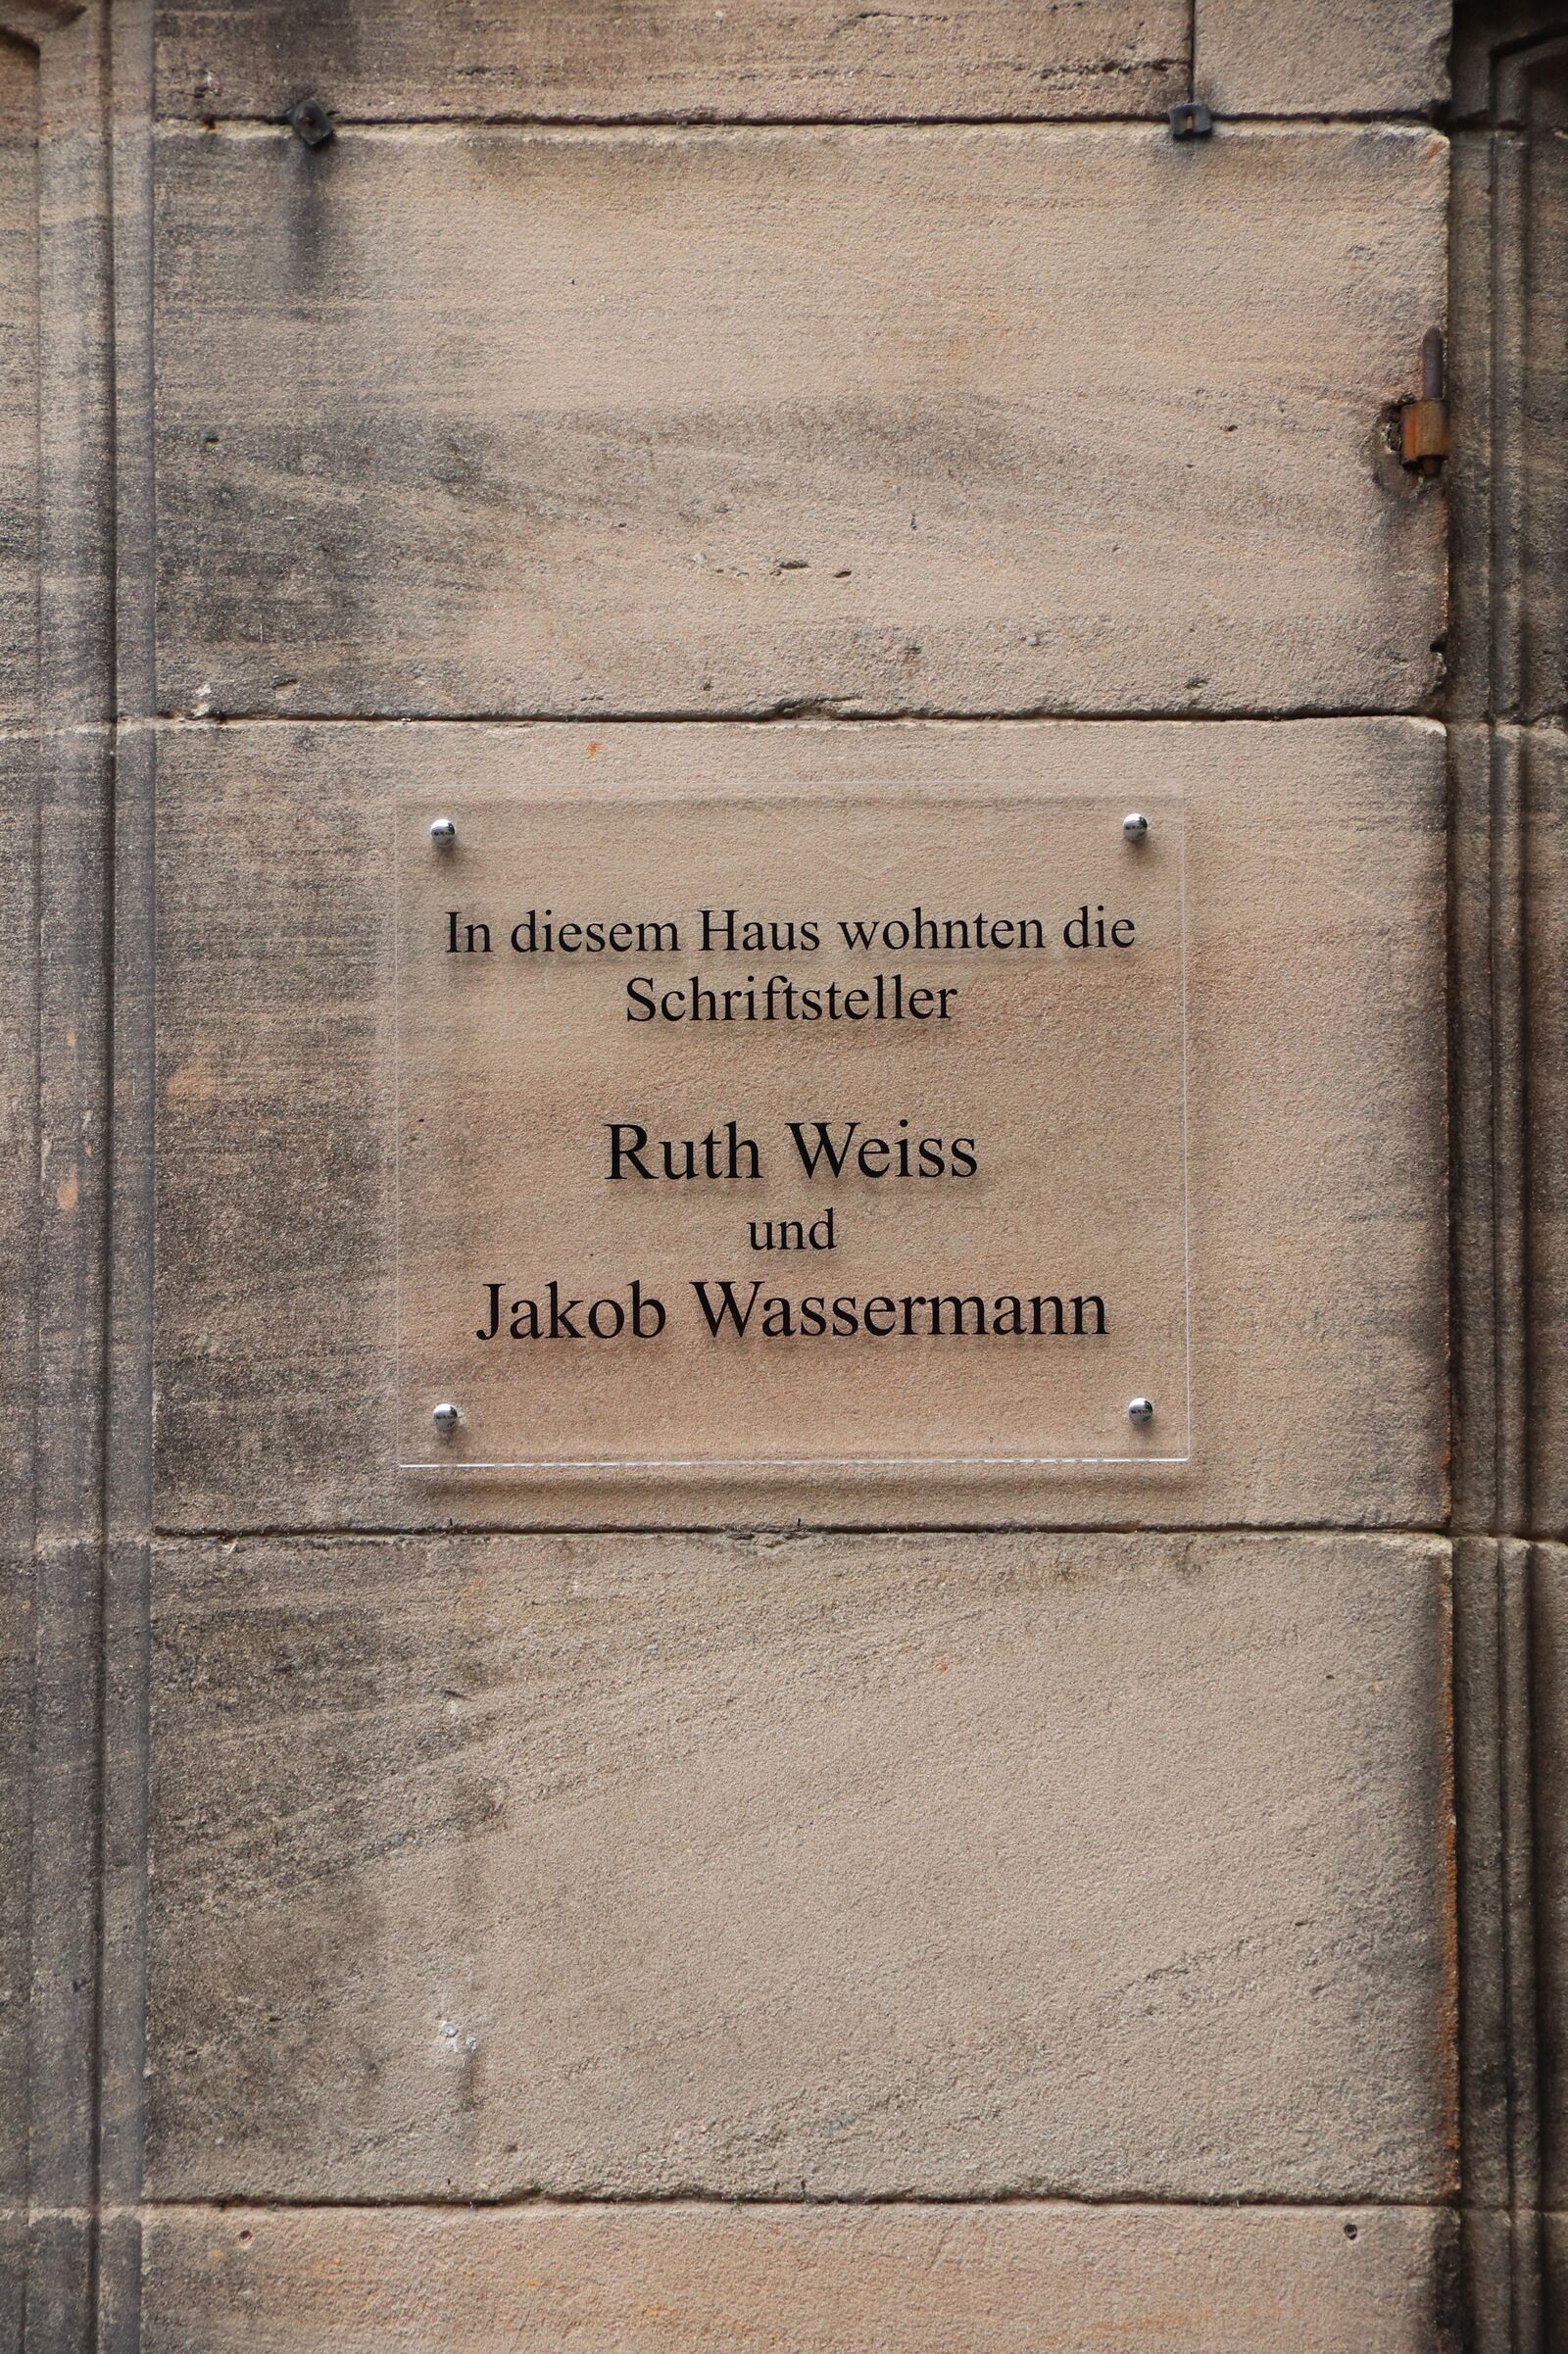 In diesem Haus wohnten die
Schriftsteller
Ruth Weiss
und
Jakob Wassermann